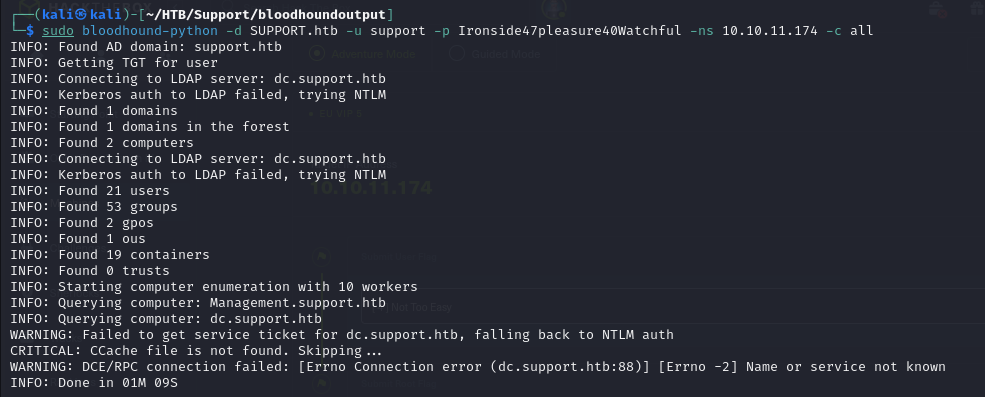 (kali㉿kali)-[~/HTB/Support/bloodhoundoutput]
$ sudo bloodhound-python -d SUPPORT.htb -u support -p Ironside47pleasure40Watchful -ns 10.10.11.174 -c all
INFO: Found AD domain: support.htb
INFO: Getting TGT for user
INFO: Connecting to LDAP server: dc.support.htb
INFO: Kerberos auth to LDAP failed, trying NTLM
INFO: Found 1 domains
INFO: Found 1 domains in the forest
INFO: Found 2 computers
INFO: Connecting to LDAP server: dc.support.htb
INFO: Kerberos auth to LDAP failed, trying NTLM
INFO: Found 21 users
10.10.11.174
INFO: Found 53 groups
INFO: Found 2 gpos
INFO: Found 1 ous
INFO: Found 19 containers
INFO: Found 0 trusts
INFO: Starting computer enumeration with 10 workers
INFO: Querying computer: Management.support.htb
Not Too Easy
INFO: Querying computer: dc.support.htb
WARNING: Failed to get service ticket for dc.support.htb, falling back to NTLM auth
CRITICAL: CCache file is not found. Skipping...
WARNING: DCE/RPC connection failed: [Errno Connection error (dc.support.htb:88)] [Errno -2] Name or service not known
INFO: Done in 01M 09S